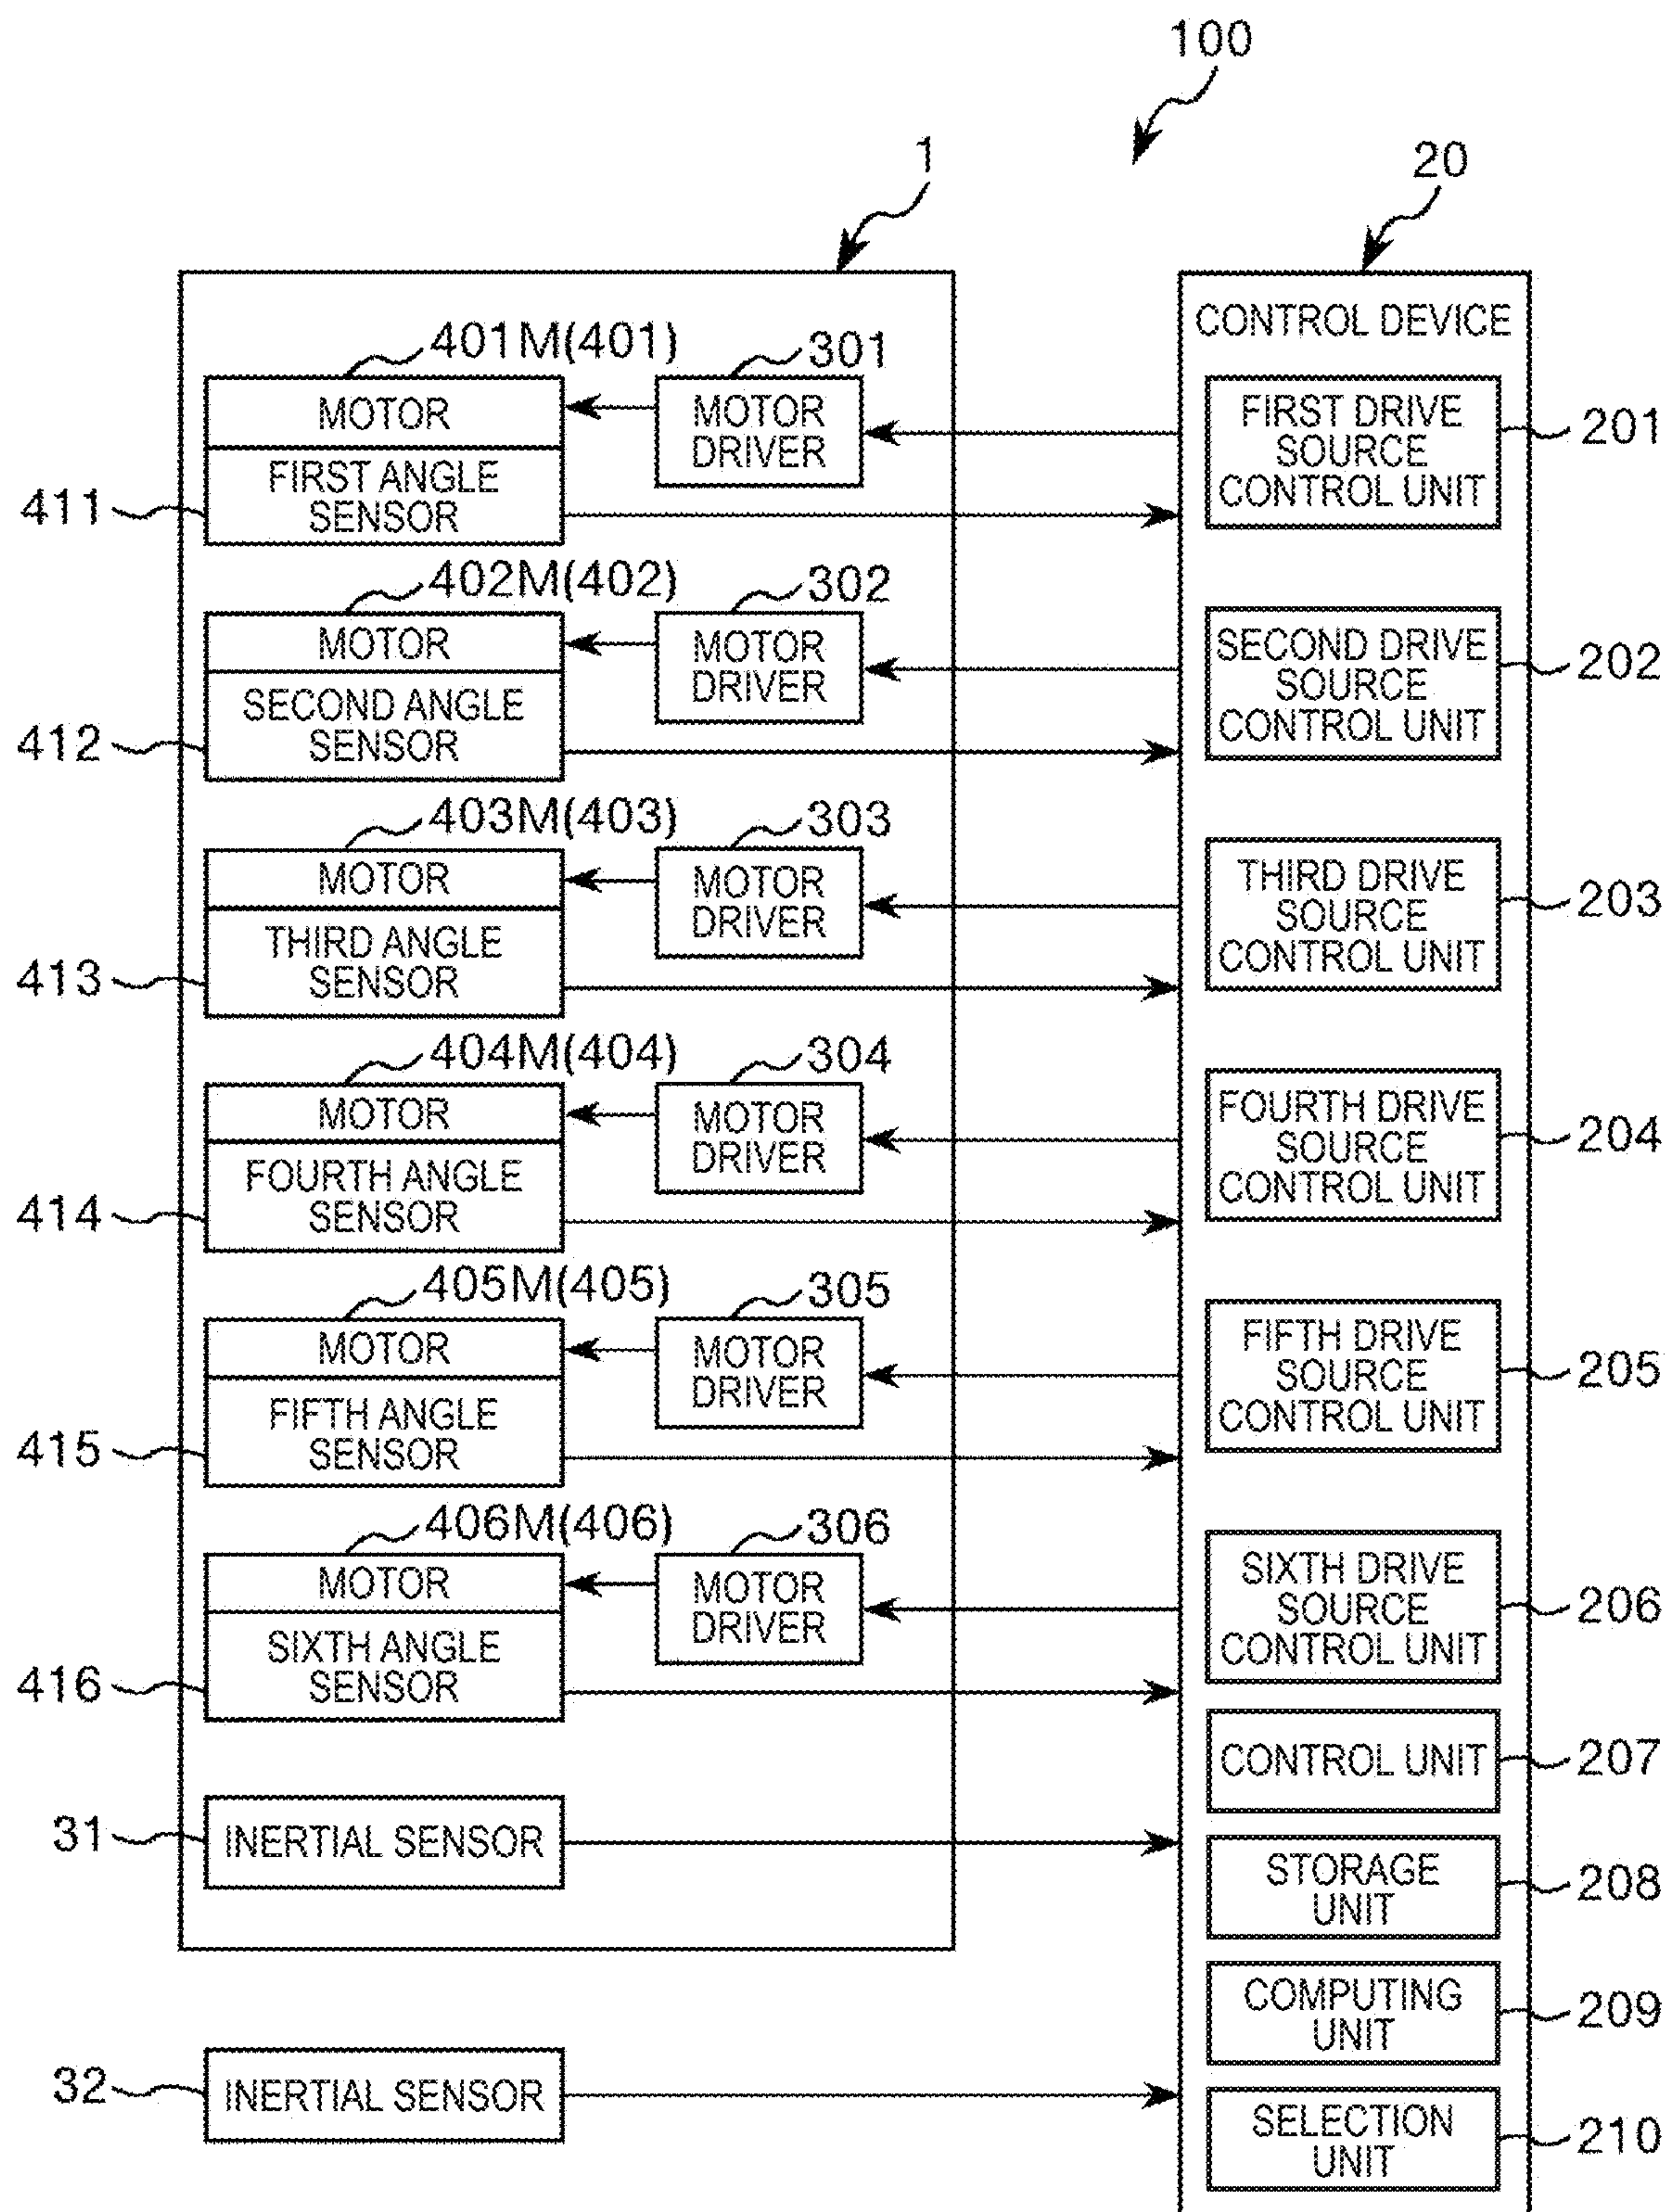 100
1
20
CONTROL DEVICE
401M(401)
301
MOTOR
MOTOR
DRIVER
FIRST DRIVE
SOURCE
CONTROL UNIT
201
411
FIRST ANGLE
SENSOR
402M(402)
302
MOTOR
MOTOR
DRIVER
SECOND DRIVE
SOURCE
CONTROL UNIT
202
412
SECOND ANGLE
SENSOR
403M(403)
303
MOTOR
MOTOR
DRIVER
THIRD DRIVE
SOURCE
CONTROL UNIT
203
413
THIRD ANGLE
SENSOR
404M(404)
304
MOTOR
MOTOR
DRIVER
FOURTH DRIVE
SOURCE
CONTROL UNIT
204
414
FOURTH ANGLE
SENSOR
405M(405)
305
MOTOR
MOTOR
DRIVER
FIFTH DRIVE
SOURCE
CONTROL UNIT
205
415
FIFTH ANGLE
SENSOR
406M(406)
306
MOTOR
MOTOR
DRIVER
SIXTH DRIVE
SOURCE
CONTROL UNIT
206
416
SIXTH ANGLE
SENSOR
CONTROL UNIT
207
31
INERTIAL SENSOR
STORAGE
UNIT
208
COMPUTING
UNIT
209
32
INERTIAL SENSOR
SELECTION
UNIT
210